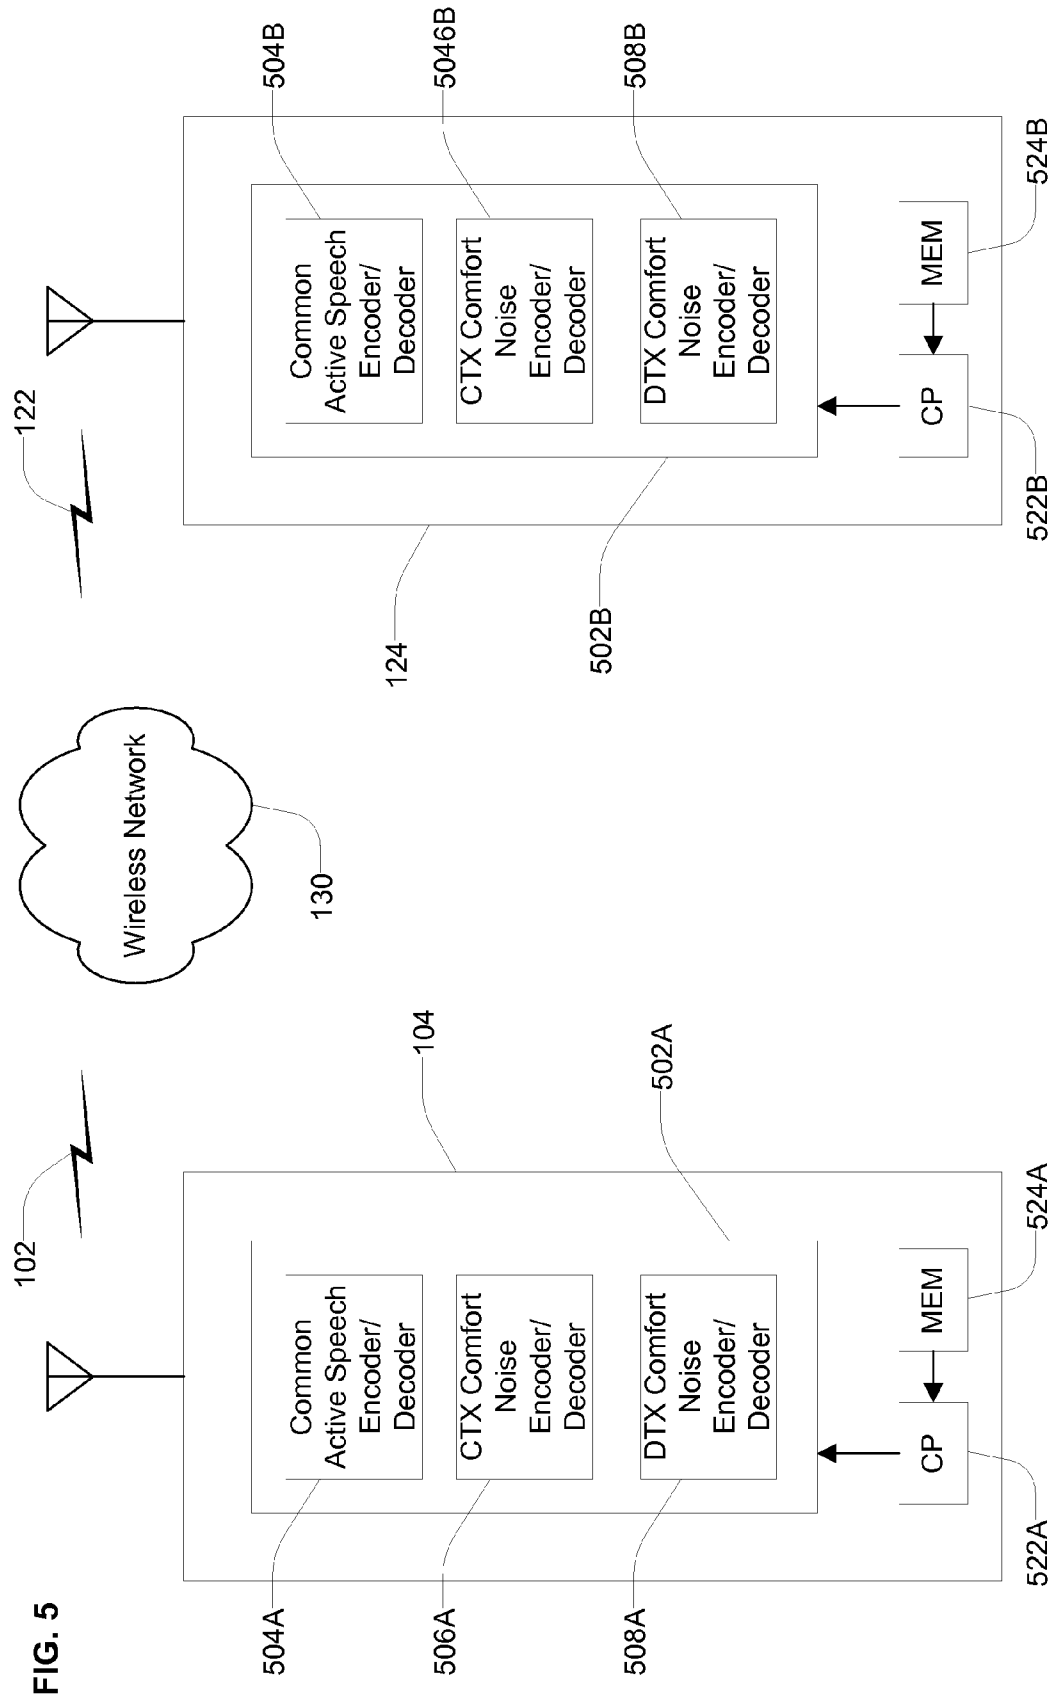 FIG. 5
102
122
Wireless Network
130
104
124
502A
502B
504A
506A
508A
Common
Active Speech
Encoder/
Decoder
CTX Comfort
Noise
Encoder/
Decoder
DTX Comfort
Noise
Encoder/
Decoder
CP
MEM
522A
524A
504B
5046B
508B
Common
Active Speech
Encoder/
Decoder
CTX Comfort
Noise
Encoder/
Decoder
DTX Comfort
Noise
Encoder/
Decoder
CP
MEM
522B
524B